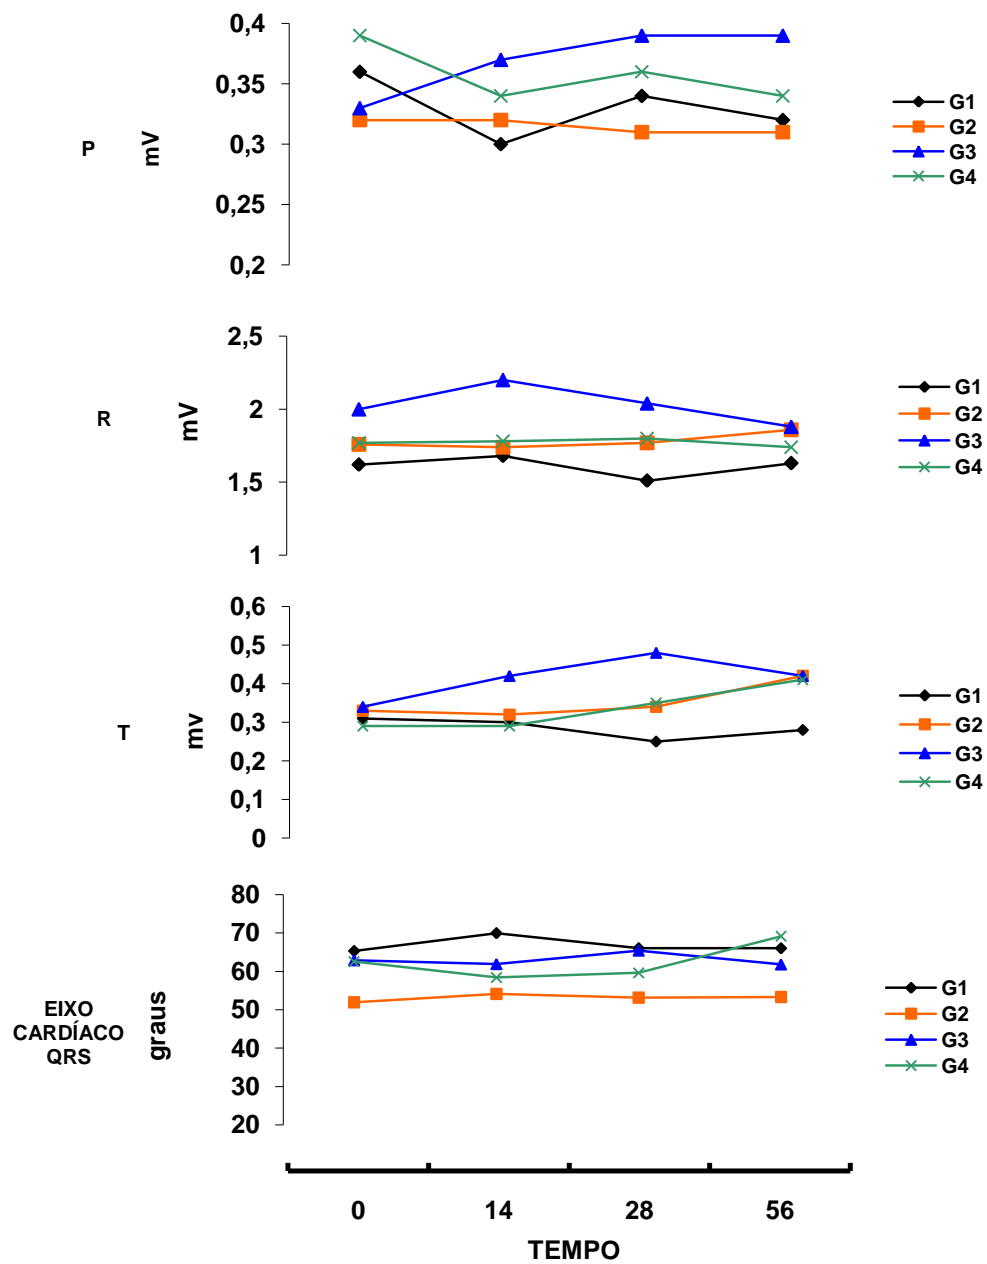 0,4
0,35
0,3
0,25
0,2
P
mV
G1
G2
G3
G4
2,5
2
1,5
1
R
mV
G1
G2
G3
G4
0,6
0,5
0,4
0,3
0,2
0,1
0
T
mv
G1
G2
G3
G4
80
70
60
50
40
30
20
EIXO
CARDÍACO
QRS
graus
G1
G2
G3
G4
0 14 28 56
TEMPO